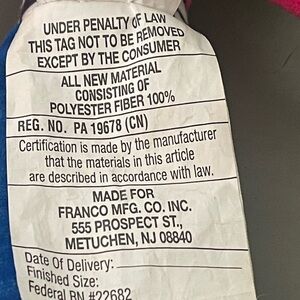 UNDER PENALTY OF LAW
THIS TAG NOT TO BE REMOVED
EXCEPT BY THE CONSUMER
ALL NEW MATERIAL
CONSISTING OF
POLYESTER FIBER 100%
REG. NO. PA 19678 (CN)
Certification is made by the manufacturer
that the materials in this article
are described in accordance with law.
MADE FOR
FRANCO MFG. CO. INC.
555 PROSPECT ST.,
METUCHEN, NJ 08840
Date Of Delivery:
Finished Size:
Federal RN #22682